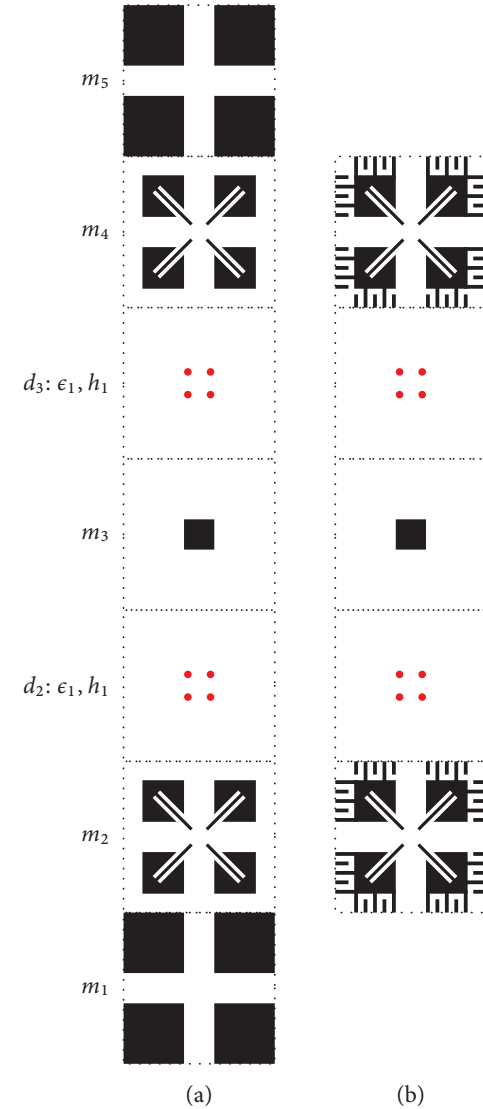 m₅
m₄
d₃: ϵ₁, h₁
m₃
d₂: ϵ₁, h₁
m₂
m₁
(a) (b)